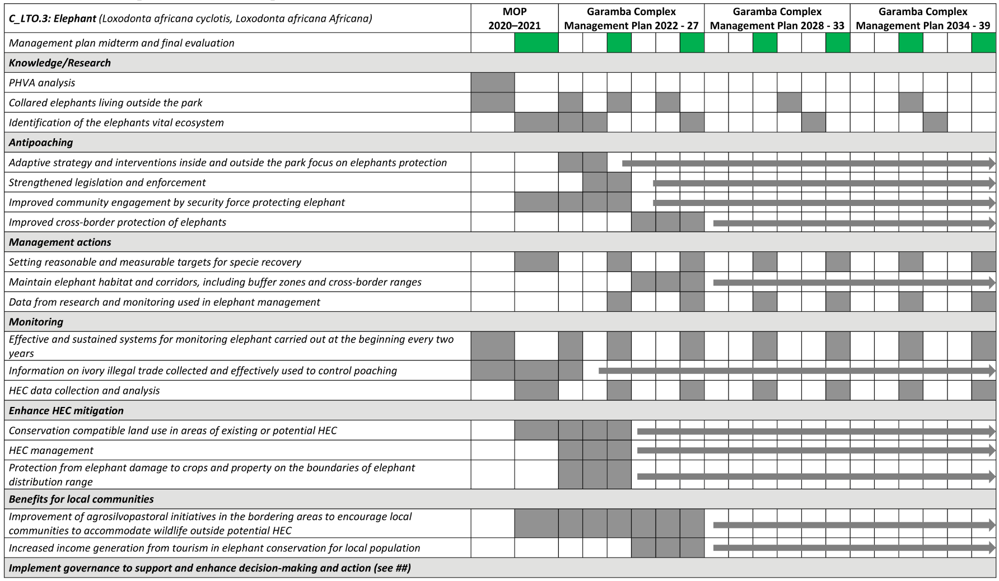 C_LTO.3: Elephant (Loxodonta africana cyclotis, Loxodonta africana Africana)
MOP
2020–2021
Garamba Complex
Management Plan 2022 - 27
Garamba Complex
Management Plan 2028 - 33
Garamba Complex
Management Plan 2034 - 39
Management plan midterm and final evaluation
Knowledge/Research
PHVA analysis
Collared elephants living outside the park
Identification of the elephants vital ecosystem
Antipoaching
Adaptive strategy and interventions inside and outside the park focus on elephants protection
Strengthened legislation and enforcement
Improved community engagement by security force protecting elephant
Improved cross-border protection of elephants
Management actions
Setting reasonable and measurable targets for specie recovery
Maintain elephant habitat and corridors, including buffer zones and cross-border ranges
Data from research and monitoring used in elephant management
Monitoring
Effective and sustained systems for monitoring elephant carried out at the beginning every two
years
Information on ivory illegal trade collected and effectively used to control poaching
HEC data collection and analysis
Enhance HEC mitigation
Conservation compatible land use in areas of existing or potential HEC
HEC management
Protection from elephant damage to crops and property on the boundaries of elephant
distribution range
Benefits for local communities
Improvement of agrosilvopastoral initiatives in the bordering areas to encourage local
communities to accommodate wildlife outside potential HEC
Increased income generation from tourism in elephant conservation for local population
Implement governance to support and enhance decision-making and action (see ##)